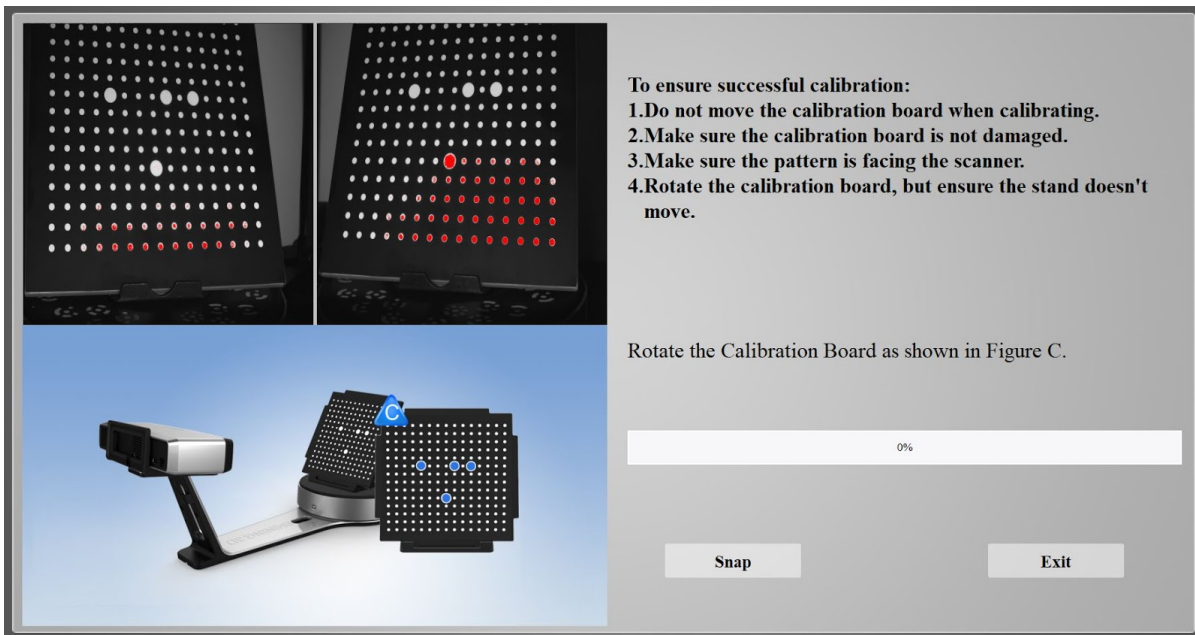 To ensure successful calibration:
1.Do not move the calibration board when calibrating.
2.Make sure the calibration board is not damaged.
3.Make sure the pattern is facing the scanner.
4.Rotate the calibration board, but ensure the stand doesn't
move.
Rotate the Calibration Board as shown in Figure C.
C
0%
Snap
Exit